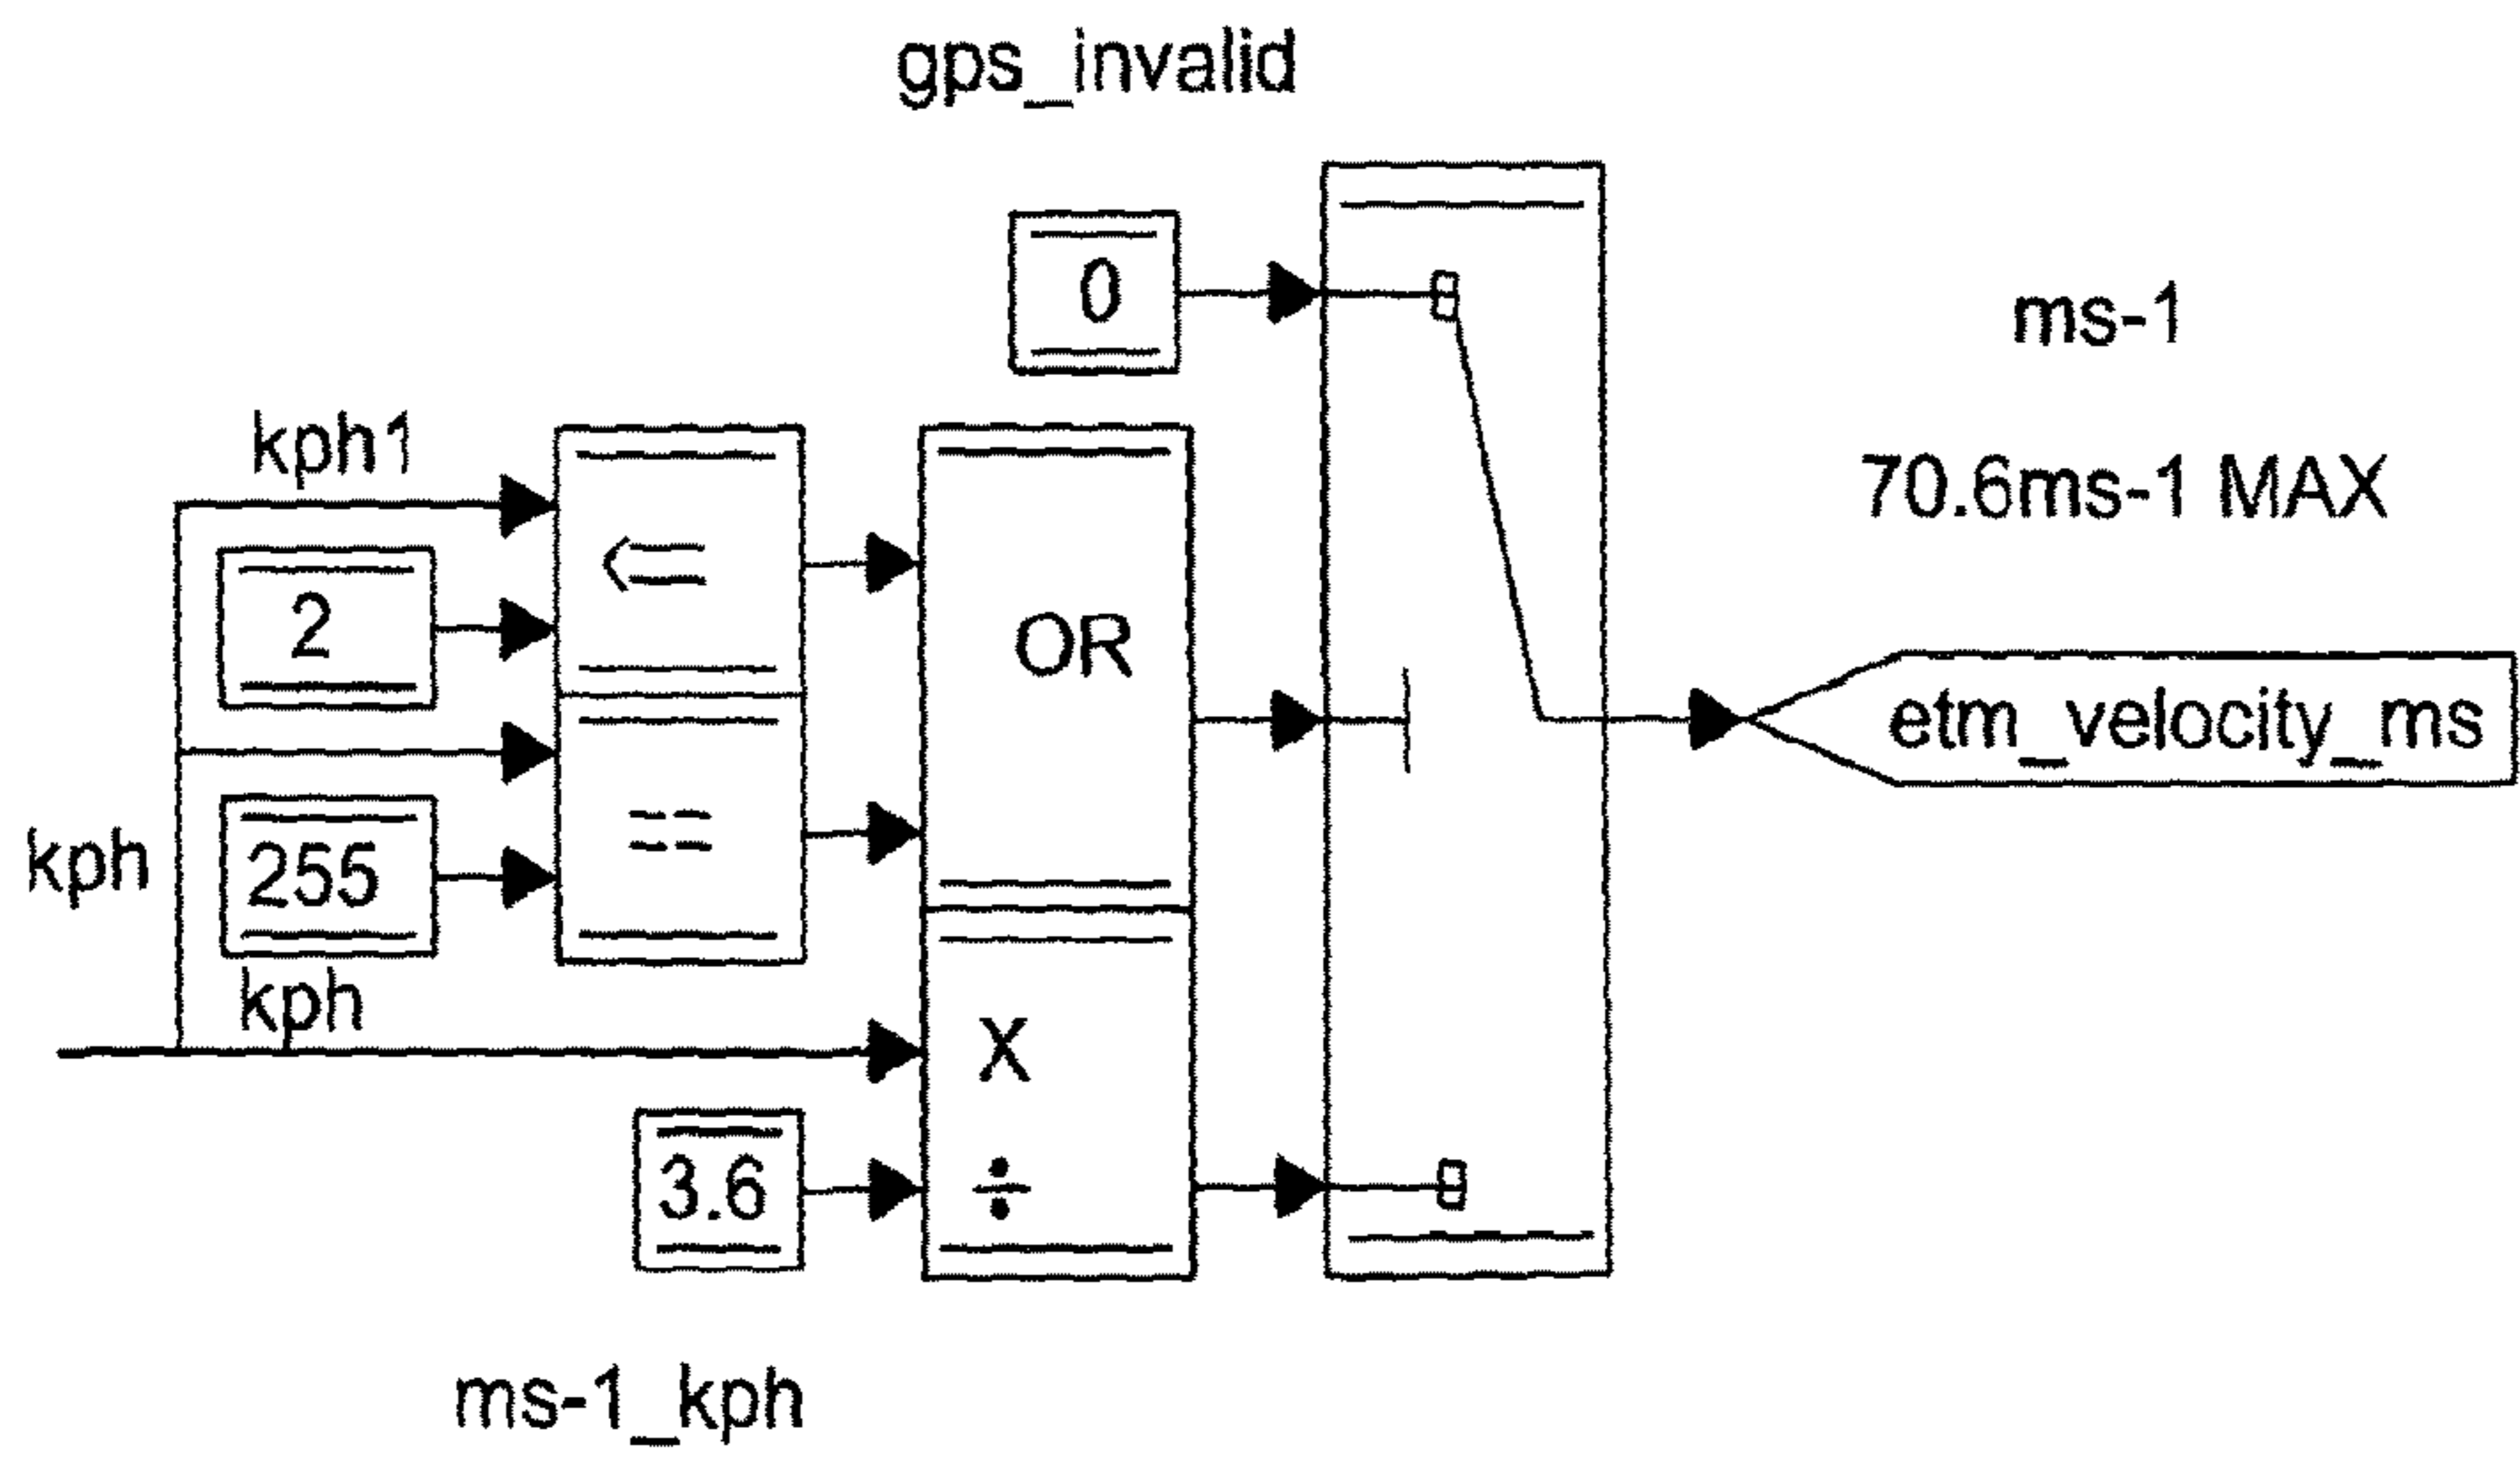 gps_invalid
0
ms-1
70.6ms-1 MAX
kph1
<=
2
OR
etm_velocity_ms
==
kph
255
kph
X
3.6
÷
ms-1_kph